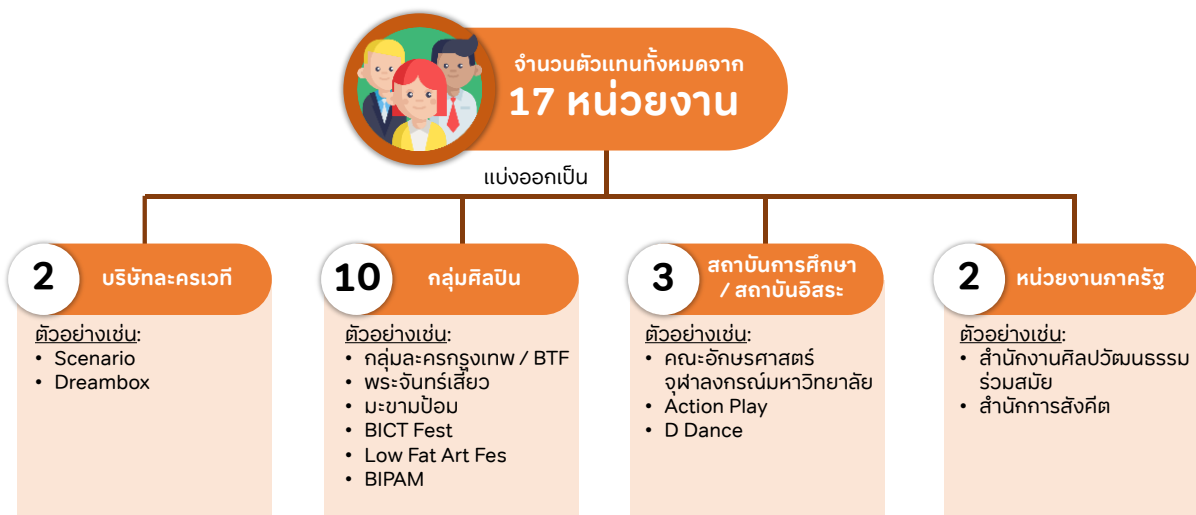 จำนวนตัวแทนทั้งหมดจาก
17 หน่วยงาน
แบ่งออกเป็น
2
บริษัทละครเวที
ตัวอย่างเช่น:
• Scenario
• Dreambox
10
กลุ่มศิลปิน
ตัวอย่างเช่น:
• กลุ่มละครกรุงเทพ / BTF
• พระจันทร์เสี้ยว
• มะขามป้อม
• BICT Fest
• Low Fat Art Fes
• BIPAM
3
สถาบันการศึกษา
/ สถาบันอิสระ
ตัวอย่างเช่น:
• คณะอักษรศาสตร์
จุฬาลงกรณ์มหาวิทยาลัย
• Action Play
• D Dance
2
หน่วยงานภาครัฐ
ตัวอย่างเช่น:
• สำนักงานศิลปวัฒนธรรม
ร่วมสมัย
• สำนักการสังคีต